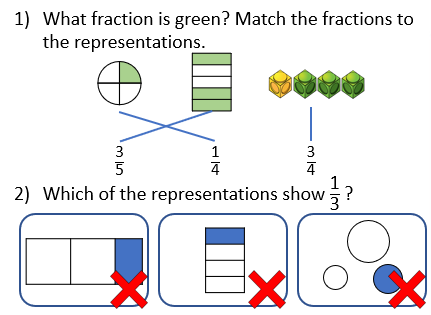 1) What fraction is green? Match the fractions to
the representations.
3/5 1/4 3/4
2) Which of the representations show 1/3 ?